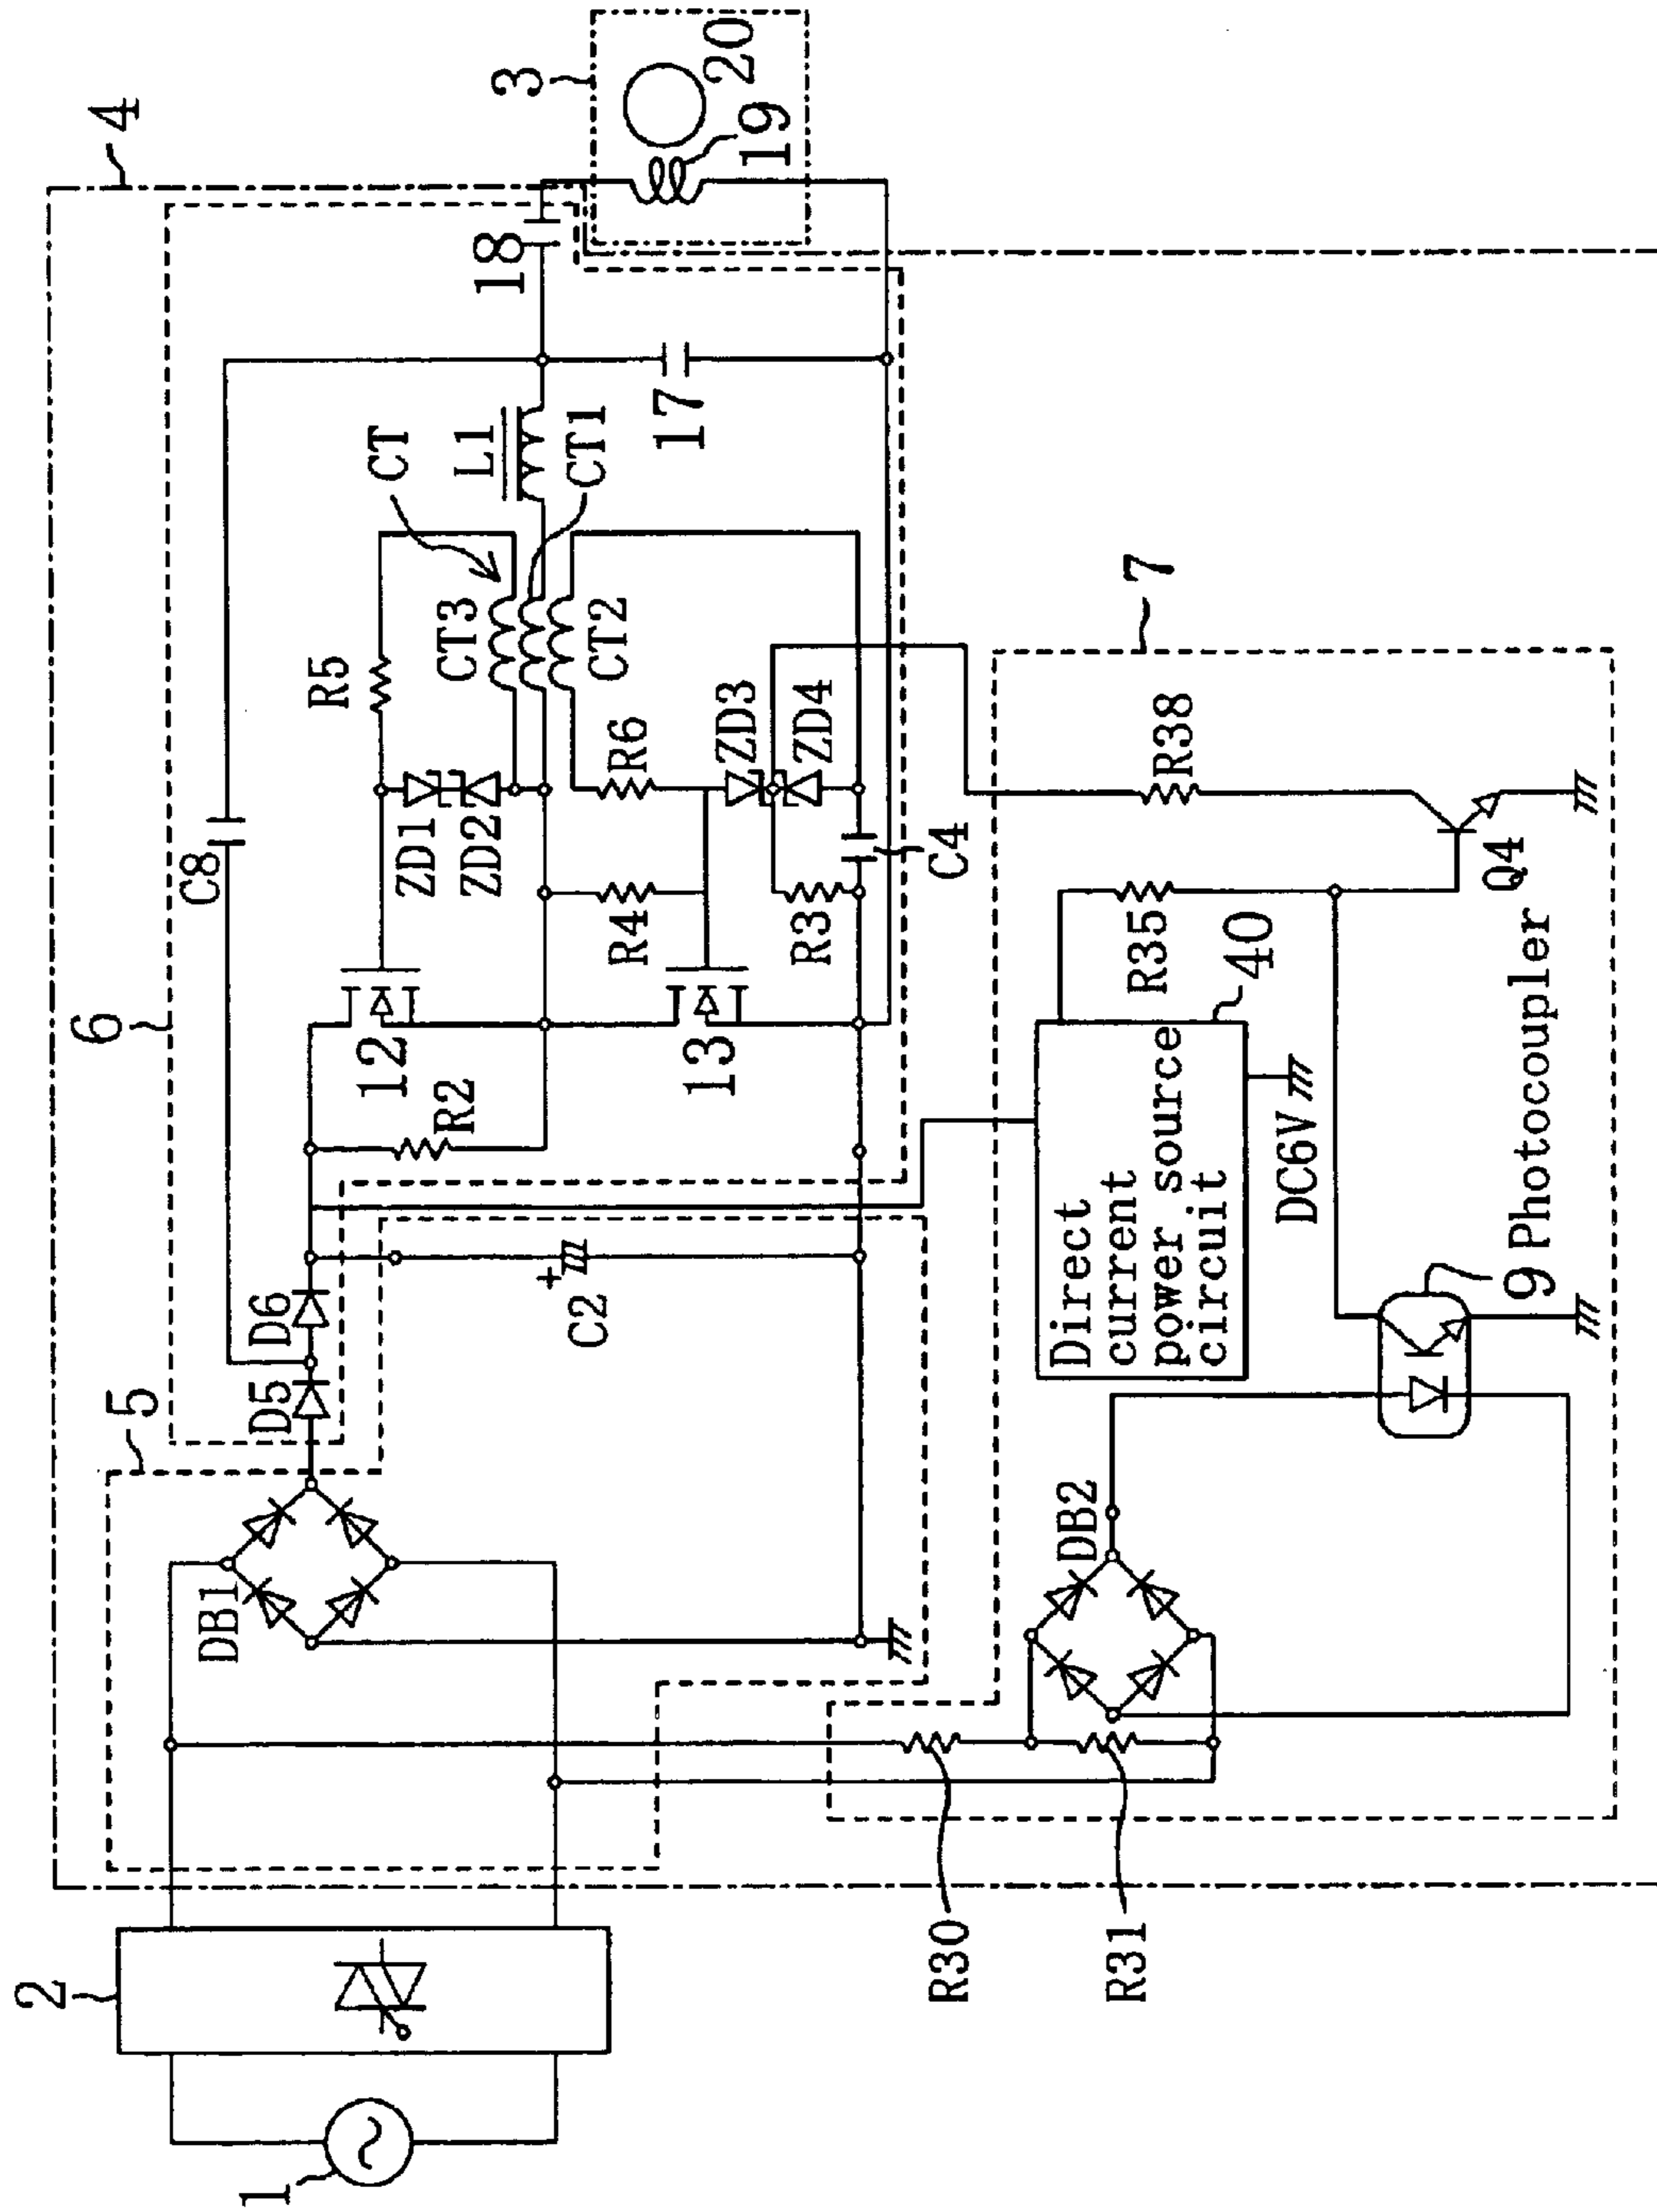 1
2
5
DB1
D5
D6
C8
6
4
C2
R2
12
13
ZD1
ZD2
R5
R4
R3
R6
C4
ZD3
ZD4
CT3
CT2
CT
L1
CT1
17
18
3
19
20
R30
R31
DB2
Direct
current
power source
circuit
DC6V
40
R35
R38
7
Q4
9
Photocoupler